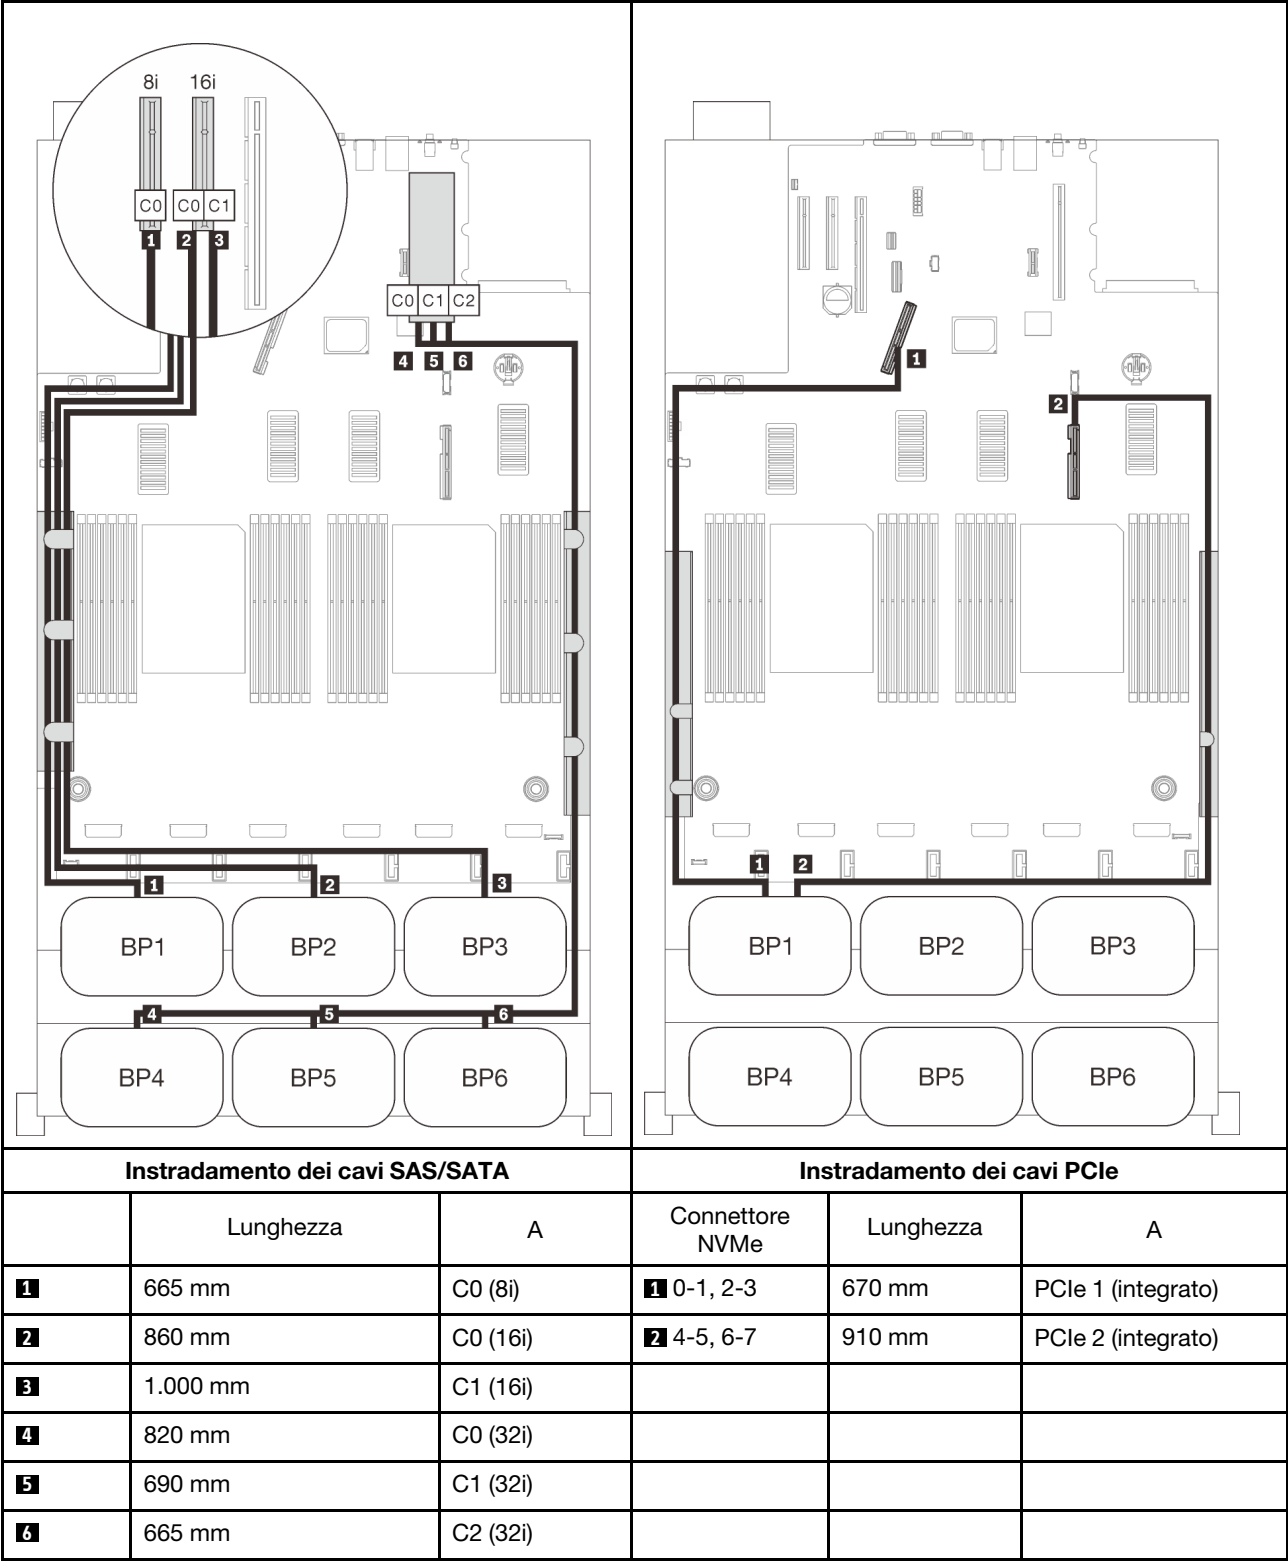 8i 16i
C0 C0 C1
1 2 3
C0 C1 C2
4 5 6
1 2 3
BP1 BP2 BP3
4 5 6
BP4 BP5 BP6
1
2
1 2
BP1 BP2 BP3
BP4 BP5 BP6
Instradamento dei cavi SAS/SATA Instradamento dei cavi PCIe
Lunghezza A Connettore NVMe Lunghezza A
1 665 mm C0 (8i) 1 0-1, 2-3 670 mm PCIe 1 (integrato)
2 860 mm C0 (16i) 2 4-5, 6-7 910 mm PCIe 2 (integrato)
3 1.000 mm C1 (16i)
4 820 mm C0 (32i)
5 690 mm C1 (32i)
6 665 mm C2 (32i)